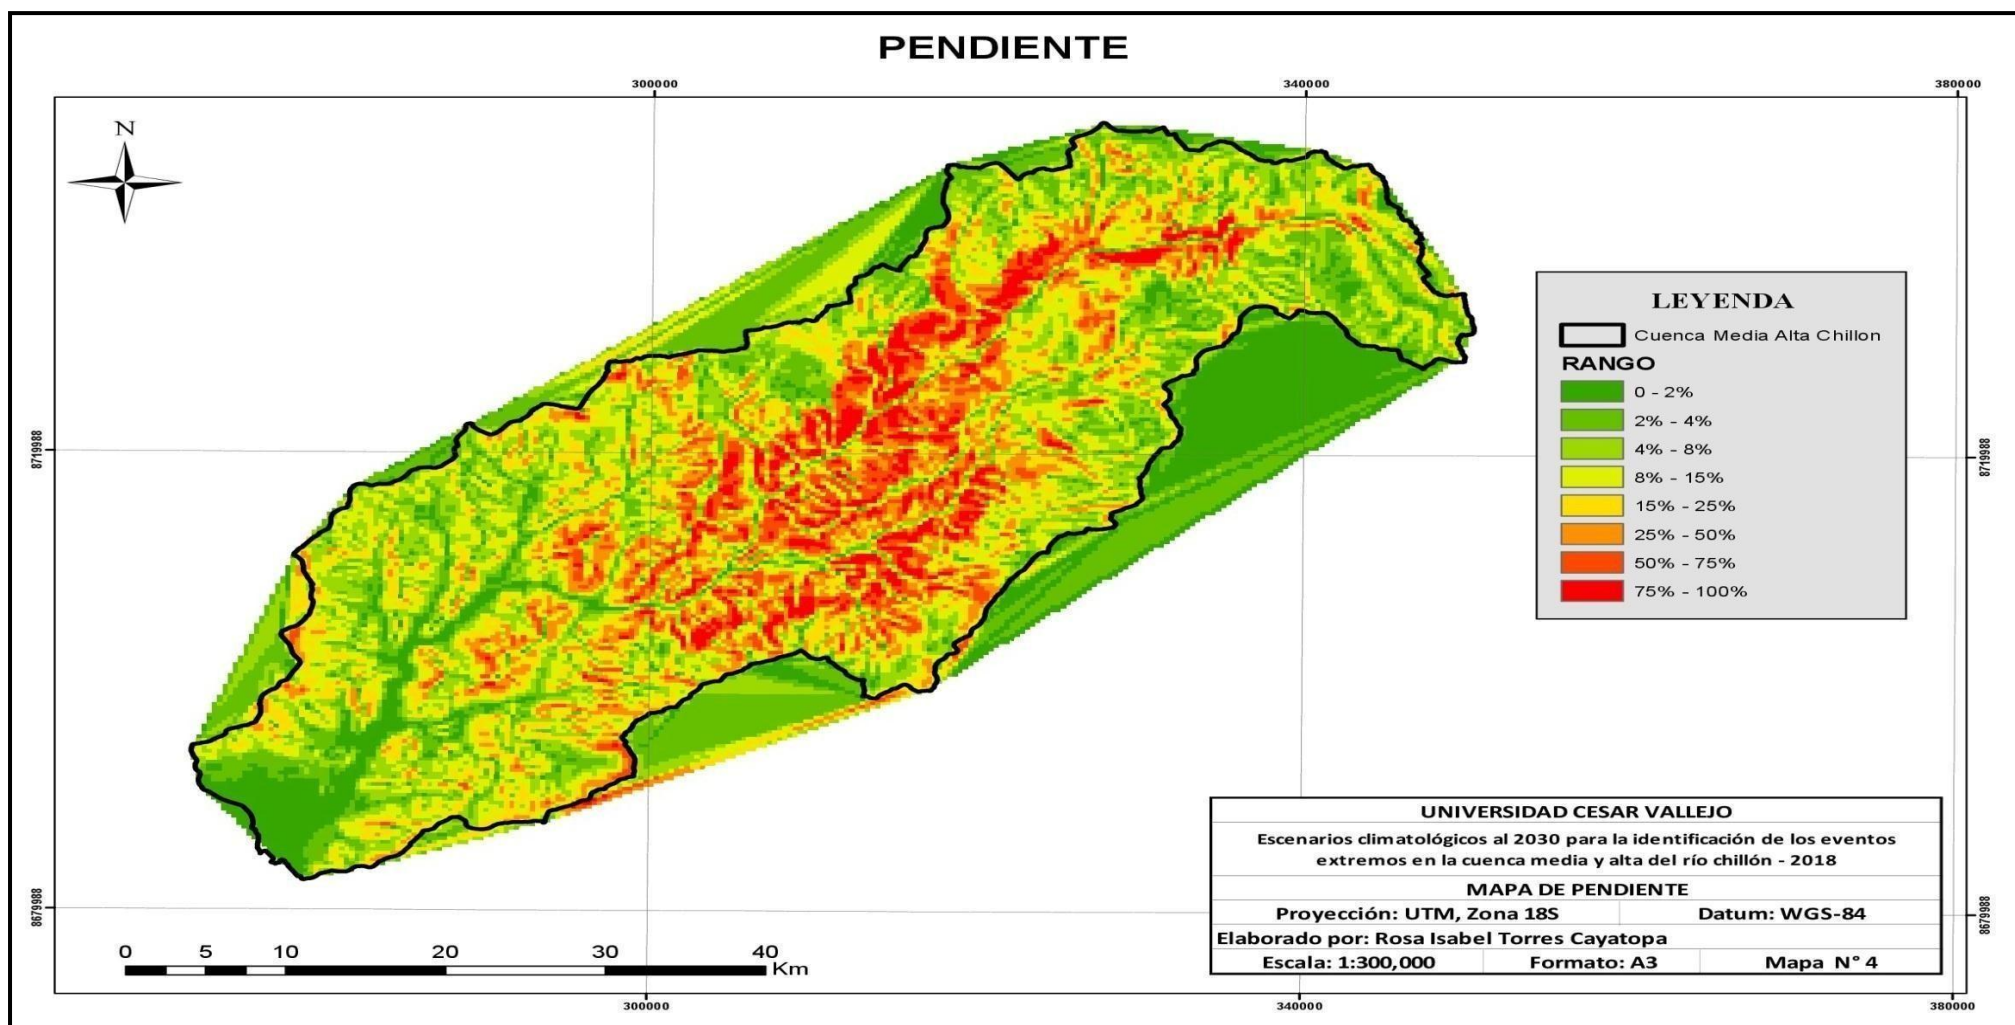 PENDIENTE
300000
340000
380000
N
8719988
8719988
8679988
8679988
LEYENDA
Cuenca Media Alta Chillon
RANGO
0 - 2%
2% - 4%
4% - 8%
8% - 15%
15% - 25%
25% - 50%
50% - 75%
75% - 100%
UNIVERSIDAD CESAR VALLEJO
Escenarios climatológicos al 2030 para la identificación de los eventos
extremos en la cuenca media y alta del río chillón - 2018
MAPA DE PENDIENTE
Proyección: UTM, Zona 18S
Datum: WGS-84
Elaborado por: Rosa Isabel Torres Cayatopa
Escala: 1:300,000
Formato: A3
Mapa N° 4
0 5 10 20 30 40
Km
300000
340000
380000